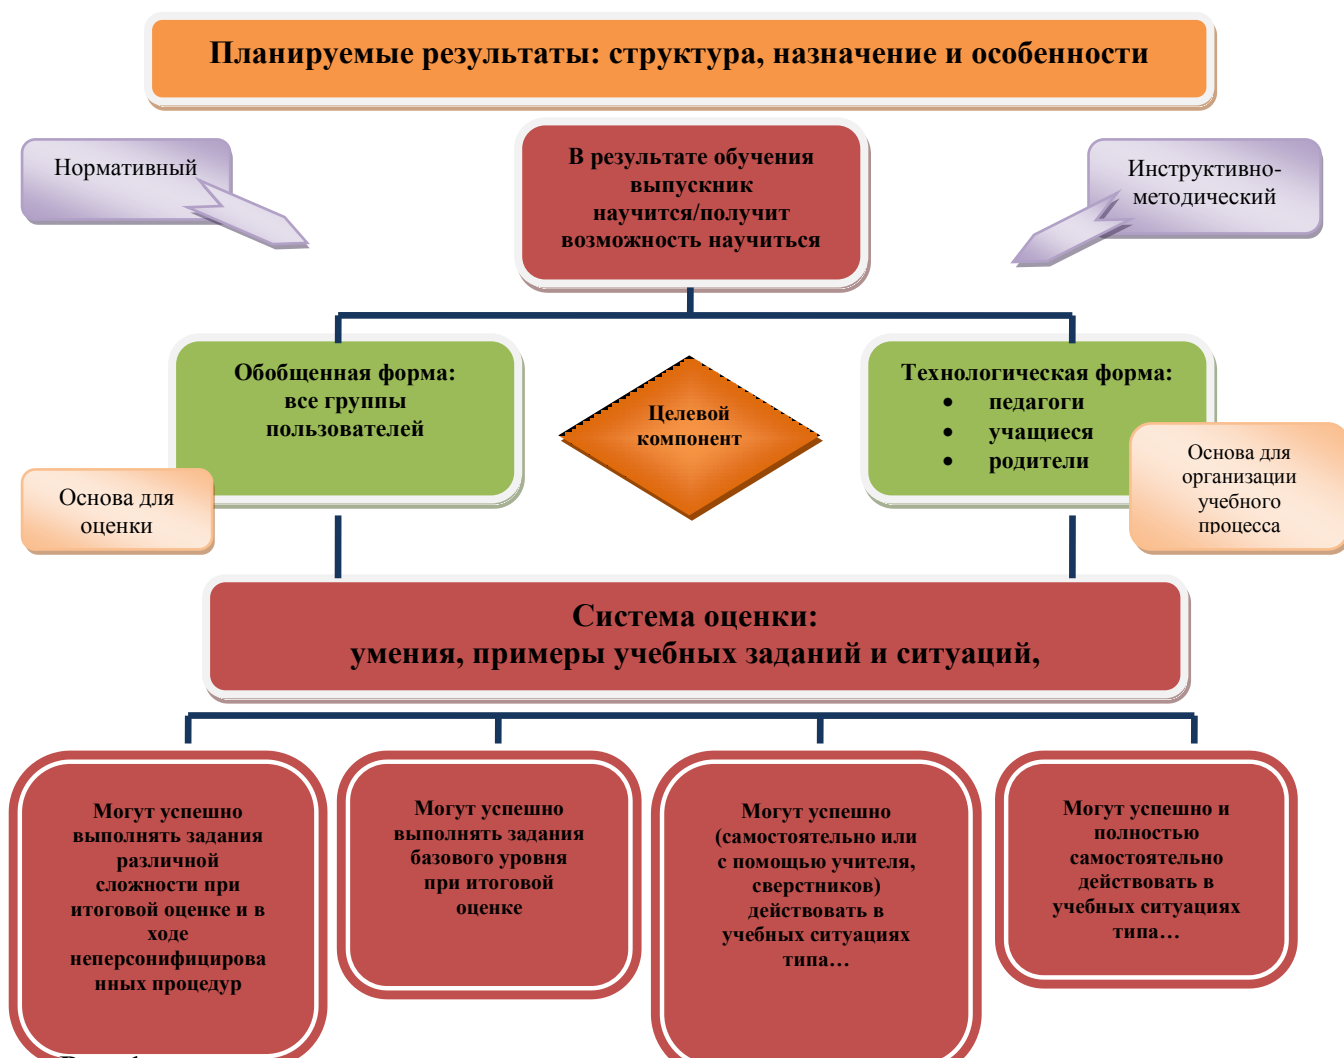 Планируемые результаты: структура, назначение и особенности
Нормативный
В результате обучения
выпускник
научится/получит
возможность научиться
Инструктивно-
методический
Обобщенная форма:
все группы
пользователей
Целевой
компонент
Технологическая форма:
• педагоги
• учащиеся
• родители
Основа для
оценки
Основа для
организации
учебного
процесса
Система оценки:
умения, примеры учебных заданий и ситуаций,
Могут успешно
выполнять задания
различной
сложности при
итоговой оценке и в
ходе
неперсонифицирова
нных процедур
Могут успешно
выполнять задания
базового уровня
при итоговой
оценке
Могут успешно
(самостоятельно или
с помощью учителя,
сверстников)
действовать в
учебных ситуациях
типа…
Могут успешно и
полностью
самостоятельно
действовать в
учебных ситуациях
типа…